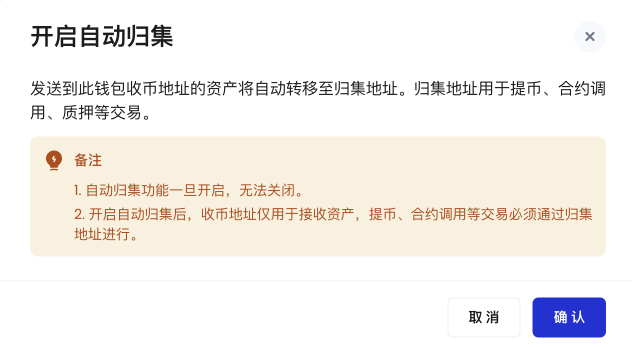 开启自动归集
发送到此钱包收币地址的资产将自动转移至归集地址。归集地址用于提币、合约调
用、质押等交易。
备注
1. 自动归集功能一旦开启，无法关闭。
2. 开启自动归集后，收币地址仅用于接收资产，提币、合约调用等交易必须通过归集
地址进行。
取消
确认